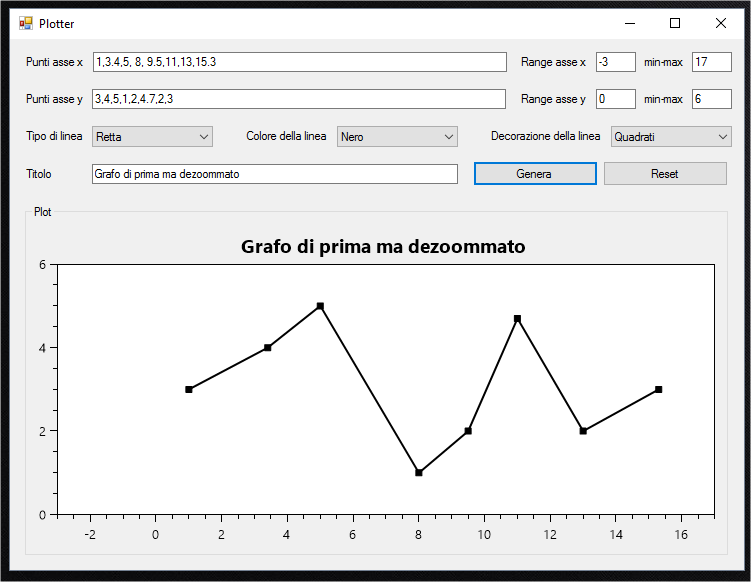 Plotter
Punti asse x 1,3.4,5, 8, 9.5,11,13,15.3 Range asse x -3 min-max 17
Punti asse y 3,4,5,1,2,4.7,2,3 Range asse y 0 min-max 6
Tipo di linea Retta Colore della linea Nero Decorazione della linea Quadrati
Titolo Grafo di prima ma dezoommato Genera Reset
Plot
Grafo di prima ma dezoommato
6
4
2
0
-2 0 2 4 6 8 10 12 14 16